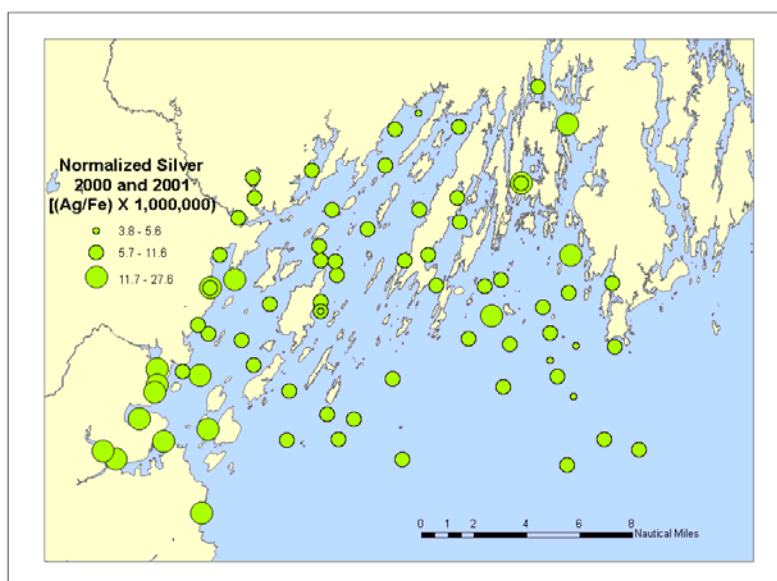 Normalized Silver
2000 and 2001
[(Ag/Fe) X 1,000,000)
3.8 - 5.6
5.7 - 11.6
11.7 - 27.6
0 1 2 4 6 8
Nautical Miles